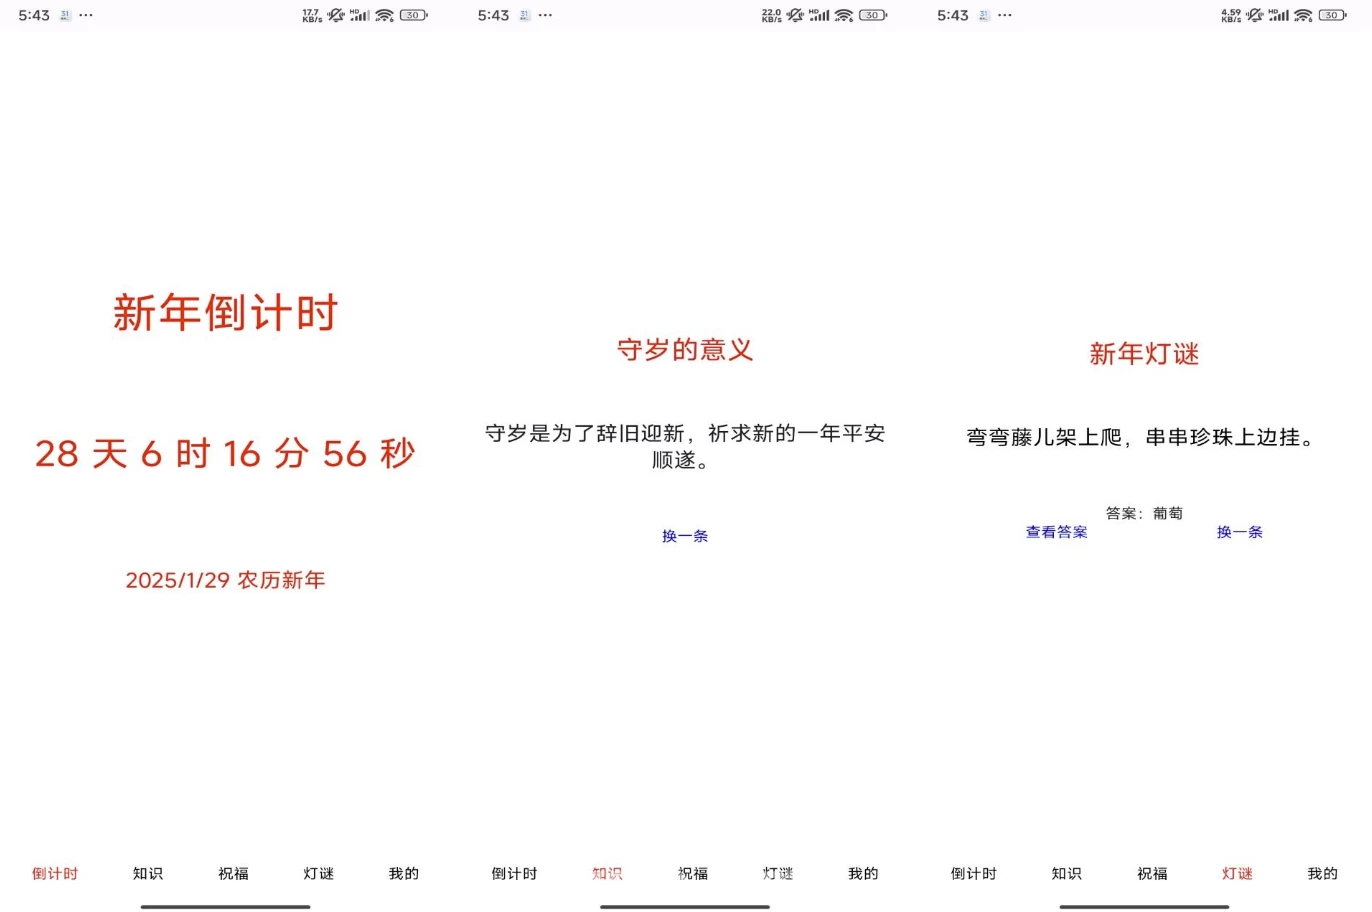 5:43 31 ...
17.7 KB/s HD 30
新年倒计时
28 天 6 时 16 分 56 秒
2025/1/29 农历新年
倒计时 知识 祝福 灯谜 我的
5:43 31 ...
22.0 KB/s HD 30
守岁的意义
守岁是为了辞旧迎新，祈求新的一年平安
顺遂。
换一条
倒计时 知识 祝福 灯谜 我的
5:43 31 ...
4.59 KB/s HD 30
新年灯谜
弯弯藤儿架上爬，串串珍珠上边挂。
答案：葡萄
查看答案 换一条
倒计时 知识 祝福 灯谜 我的